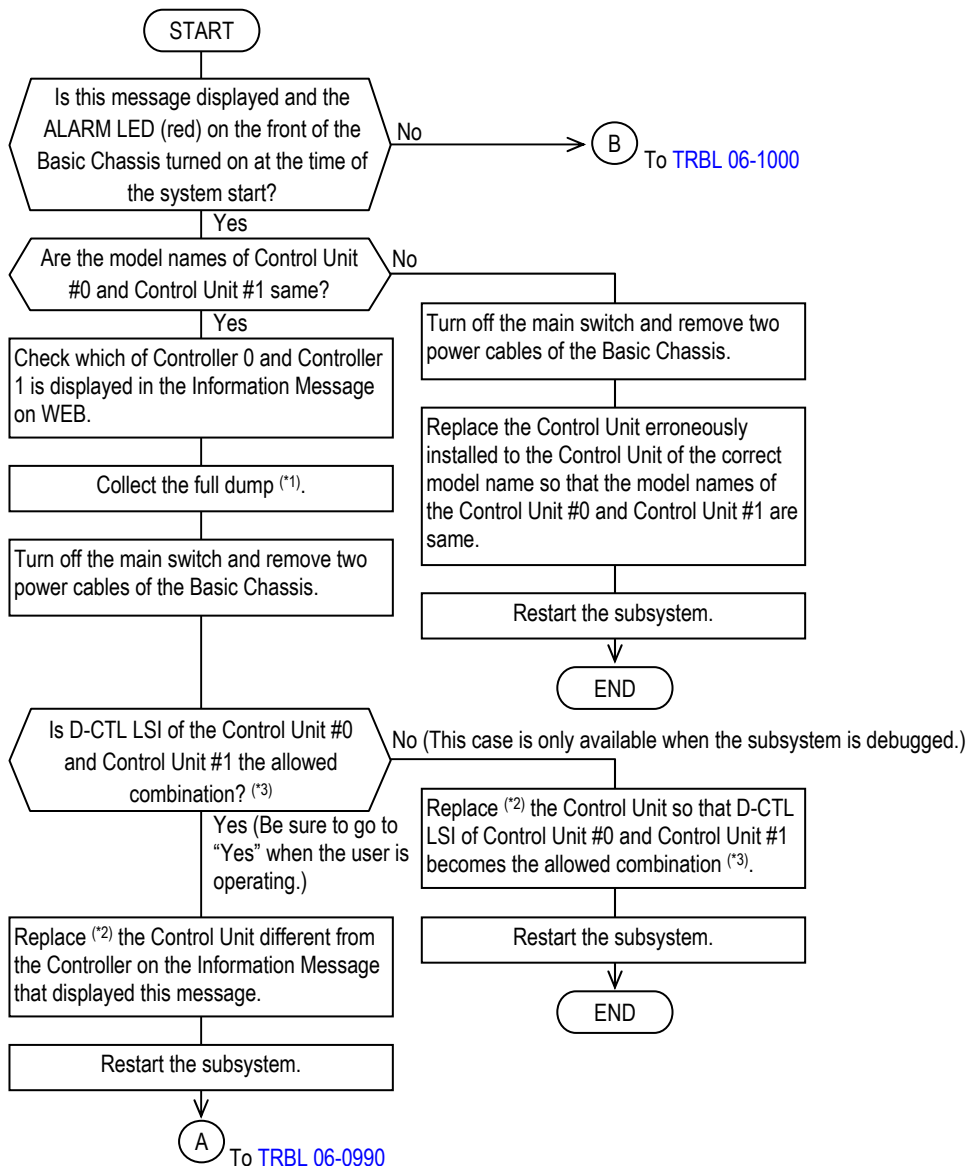 START
Is this message displayed and the
ALARM LED (red) on the front of the
Basic Chassis turned on at the time of
the system start?
No
B
To TRBL 06-1000
Yes
Are the model names of Control Unit
#0 and Control Unit #1 same?
No
Yes
Turn off the main switch and remove two
power cables of the Basic Chassis.
Replace the Control Unit erroneously
installed to the Control Unit of the correct
model name so that the model names of
the Control Unit #0 and Control Unit #1 are
same.
Restart the subsystem.
END
Check which of Controller 0 and Controller
1 is displayed in the Information Message
on WEB.
Collect the full dump (*1).
Turn off the main switch and remove two
power cables of the Basic Chassis.
Is D-CTL LSI of the Control Unit #0
and Control Unit #1 the allowed
combination? (*3)
No (This case is only available when the subsystem is debugged.)
Replace (*2) the Control Unit so that D-CTL
LSI of Control Unit #0 and Control Unit #1
becomes the allowed combination (*3).
Restart the subsystem.
END
Yes (Be sure to go to
“Yes” when the user is
operating.)
Replace (*2) the Control Unit different from
the Controller on the Information Message
that displayed this message.
Restart the subsystem.
A
To TRBL 06-0990